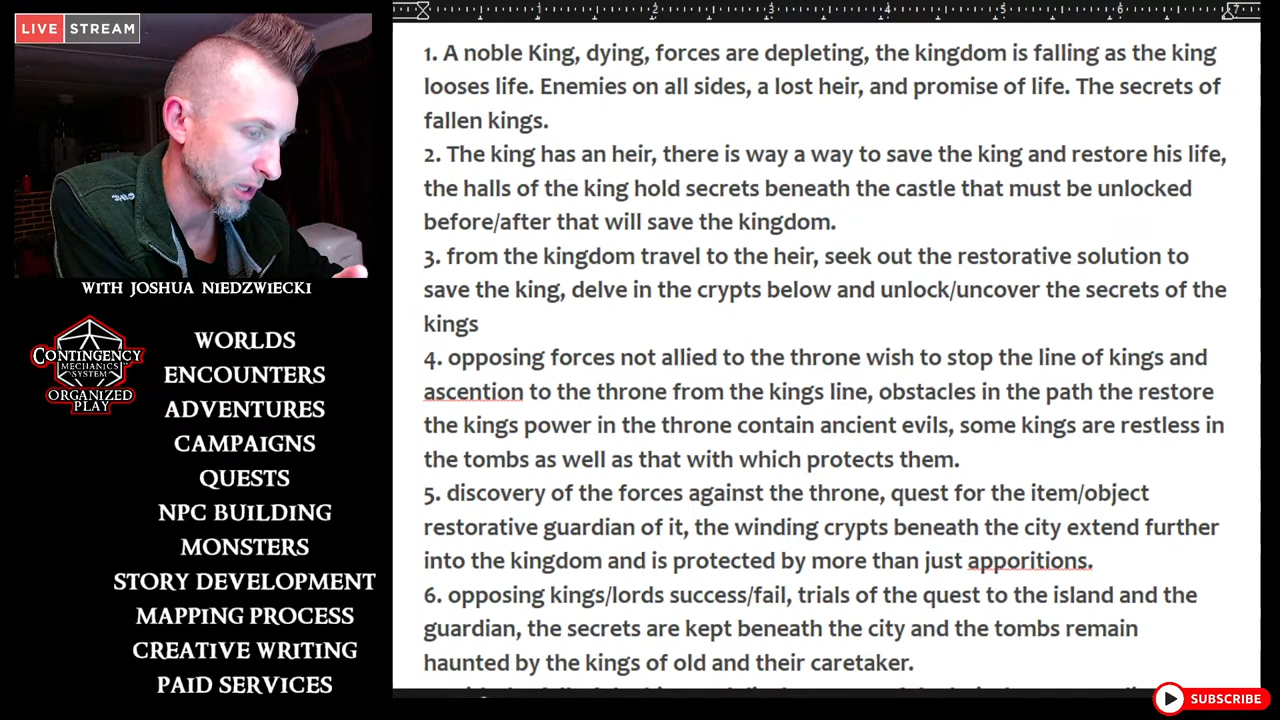 LIVE STREAM
WITH JOSHUA NIEDZWIECKI
CONTINGENCY
MECHANICS
SYSTEM
ORGANIZED
PLAY
WORLDS
ENCOUNTERS
ADVENTURES
CAMPAIGNS
QUESTS
NPC BUILDING
MONSTERS
STORY DEVELOPMENT
MAPPING PROCESS
CREATIVE WRITING
PAID SERVICES
1 2 3 4 5 6 7
1. A noble King, dying, forces are depleting, the kingdom is falling as the king
looses life. Enemies on all sides, a lost heir, and promise of life. The secrets of
fallen kings.
2. The king has an heir, there is way a way to save the king and restore his life,
the halls of the king hold secrets beneath the castle that must be unlocked
before/after that will save the kingdom.
3. from the kingdom travel to the heir, seek out the restorative solution to
save the king, delve in the crypts below and unlock/uncover the secrets of the
kings
4. opposing forces not allied to the throne wish to stop the line of kings and
ascention to the throne from the kings line, obstacles in the path the restore
the kings power in the throne contain ancient evils, some kings are restless in
the tombs as well as that with which protects them.
5. discovery of the forces against the throne, quest for the item/object
restorative guardian of it, the winding crypts beneath the city extend further
into the kingdom and is protected by more than just apporitions.
6. opposing kings/lords success/fail, trials of the quest to the island and the
guardian, the secrets are kept beneath the city and the tombs remain
haunted by the kings of old and their caretaker.
SUBSCRIBE